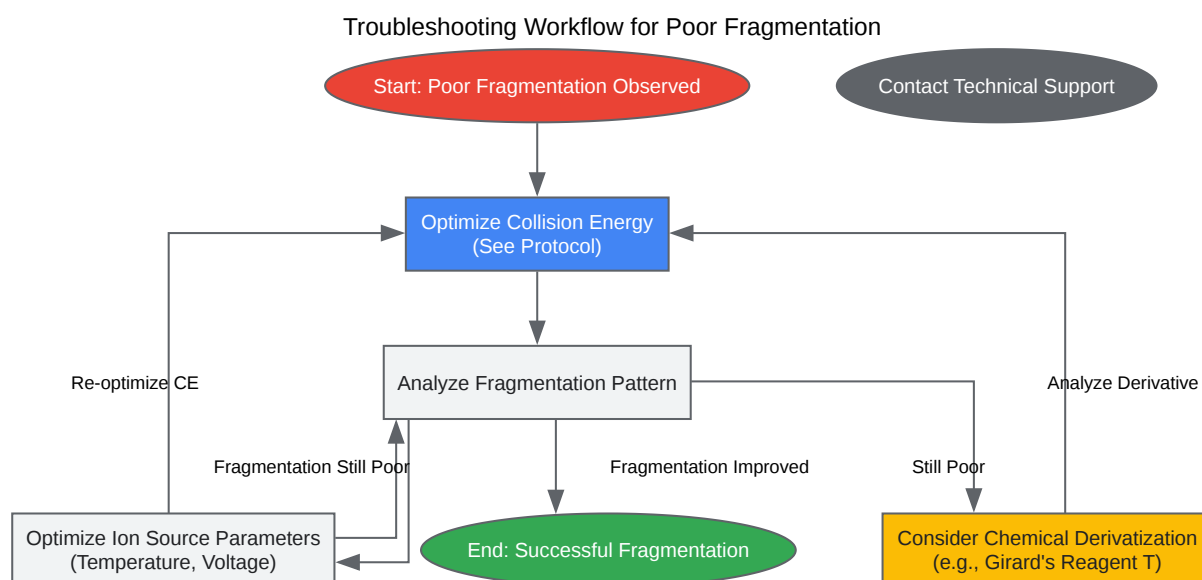 Troubleshooting Workflow for Poor Fragmentation
Start: Poor Fragmentation Observed
Contact Technical Support
Optimize Collision Energy
(See Protocol)
Re-optimize CE
Analyze Fragmentation Pattern
Analyze Derivative
Fragmentation Still Poor
Fragmentation Improved
Still Poor
Optimize Ion Source Parameters
(Temperature, Voltage)
End: Successful Fragmentation
Consider Chemical Derivatization
(e.g., Girard's Reagent T)